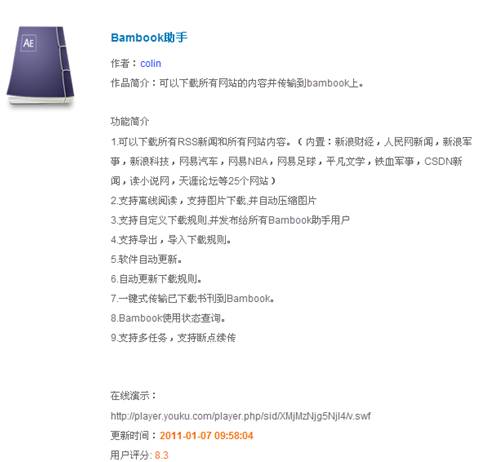 AE
Bambook助手
作者：colin
作品简介：可以下载所有网站的内容并传输到bambook上。
功能简介
1.可以下载所有RSS新闻和所有网站内容。（内置：新浪财经，人民网新闻，新浪军
事，新浪科技，网易汽车，网易NBA，网易足球，平凡文学，铁血军事，CSDN新
闻，读小说网，天涯论坛等25个网站）
2.支持离线阅读，支持图片下载,并自动压缩图片
3.支持自定义下载规则,并发布给所有Bambook助手用户
4.支持导出，导入下载规则。
5.软件自动更新。
6.自动更新下载规则。
7.一键式传输已下载书刊到Bambook。
8.Bambook使用状态查询。
9.支持多任务，支持断点续传
在线演示：
http://player.youku.com/player.php/sid/XMjMzNjg5NjI4/v.swf
更新时间：2011-01-07 09:58:04
用户评分: 8.3